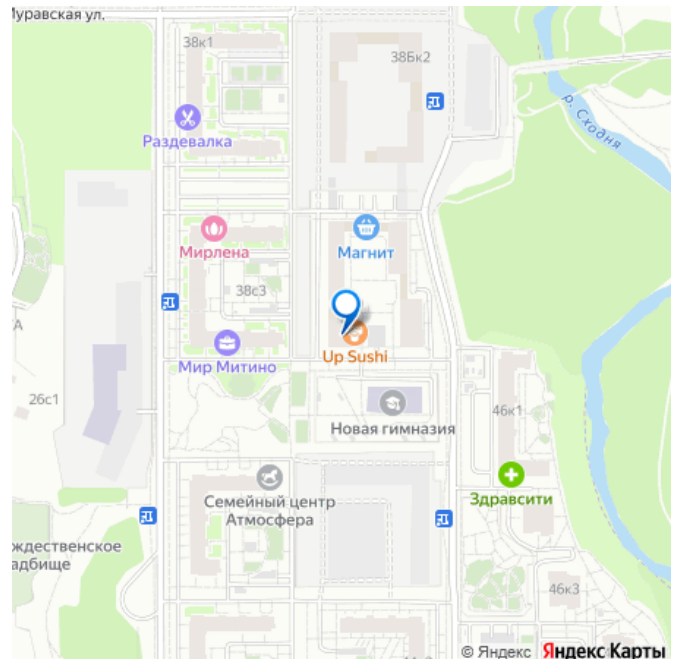 Муравская ул.
38к1
38Бк2
р. Сходня
Раздевалка
Мирлена
Магнит
38с3
Up Sushi
Мир Митино
26с1
46к1
Новая гимназия
Здравсити
Семейный центр
Атмосфера
46к3
© Яндекс Яндекс Карты